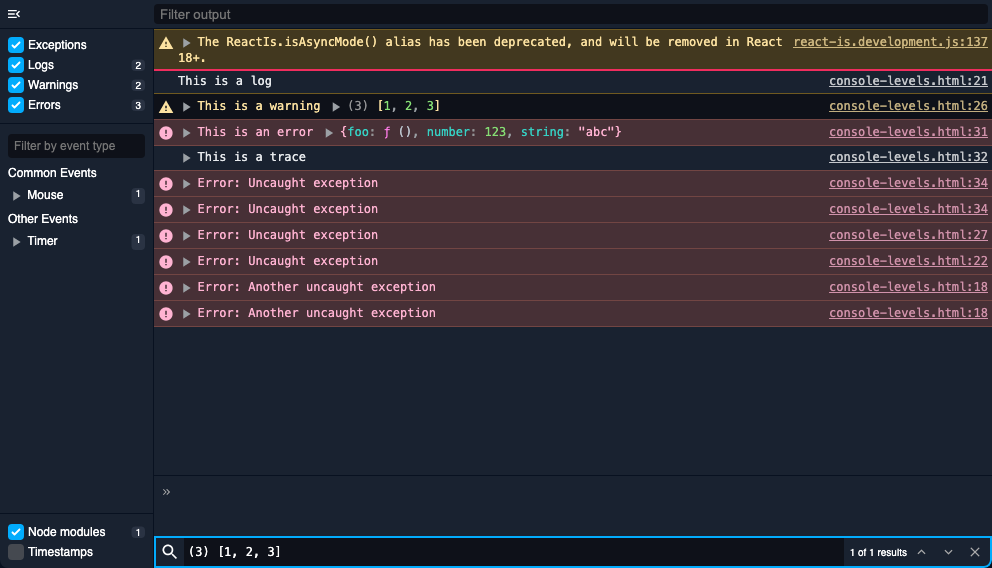 Filter output
Exceptions
Logs 2
Warnings 2
Errors 3
Filter by event type
Common Events
Mouse 1
Other Events
Timer 1
Node modules 1
Timestamps
The ReactIs.isAsyncMode() alias has been deprecated, and will be removed in React react-is.development.js:137
18+.
This is a log console-levels.html:21
This is a warning (3) [1, 2, 3] console-levels.html:26
This is an error {foo: ƒ (), number: 123, string: "abc"} console-levels.html:31
This is a trace console-levels.html:32
Error: Uncaught exception console-levels.html:34
Error: Uncaught exception console-levels.html:34
Error: Uncaught exception console-levels.html:27
Error: Uncaught exception console-levels.html:22
Error: Another uncaught exception console-levels.html:18
Error: Another uncaught exception console-levels.html:18
»
(3) [1, 2, 3] 1 of 1 results